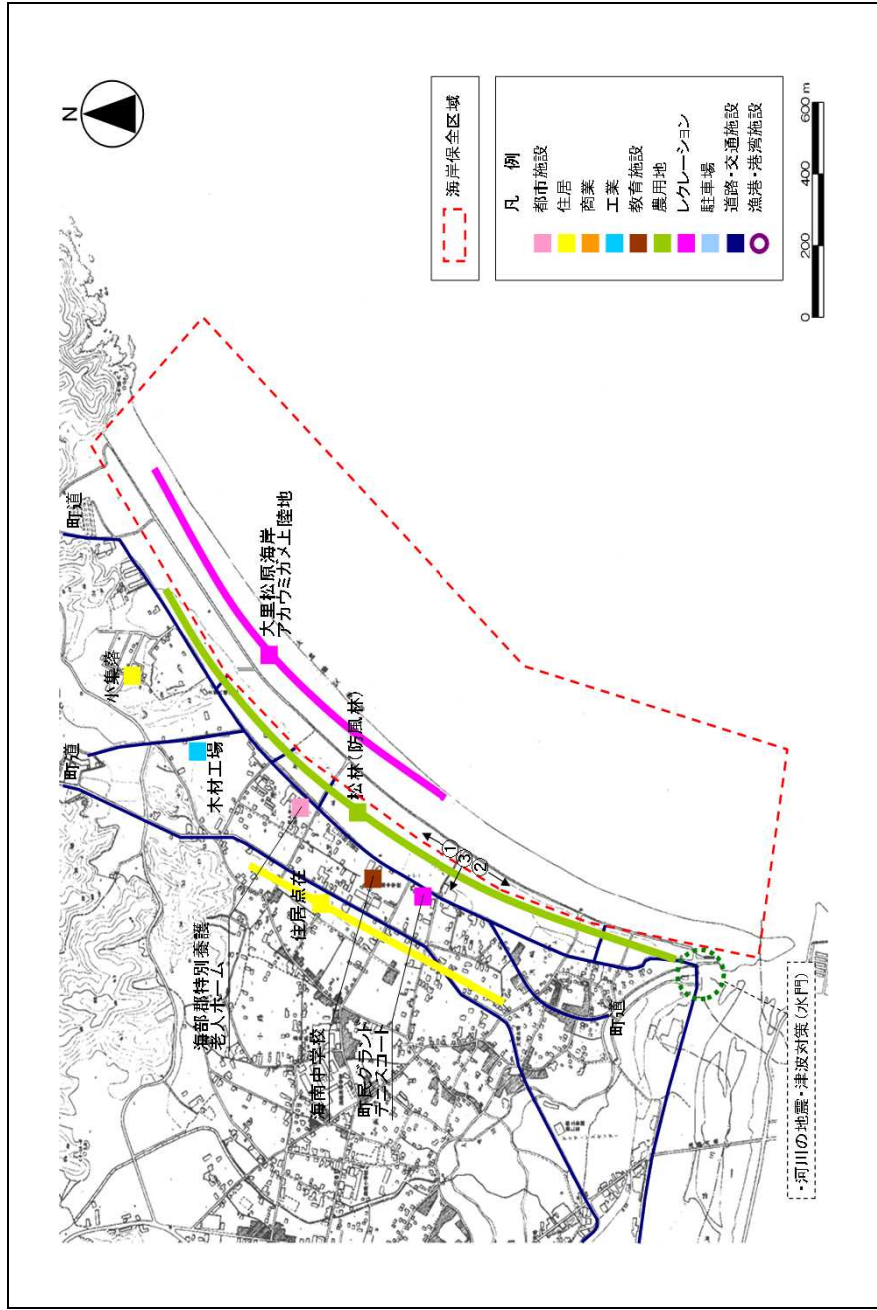 N
海岸保全区域
凡 例
都市施設
住居
商業
工業
教育施設
農用地
レクレーション
駐車場
道路・交通施設
漁港・港湾施設
0 200 400 600 m
町道
町道
小集落
木材工場
大里松原海岸
アカウミガメ上陸地
松林(防風林)
住居点在
海部郡特別養護
老人ホーム
海南中学校
町民グランド
テニスコート
①
③
②
町道
・河川の地震・津波対策(水門)